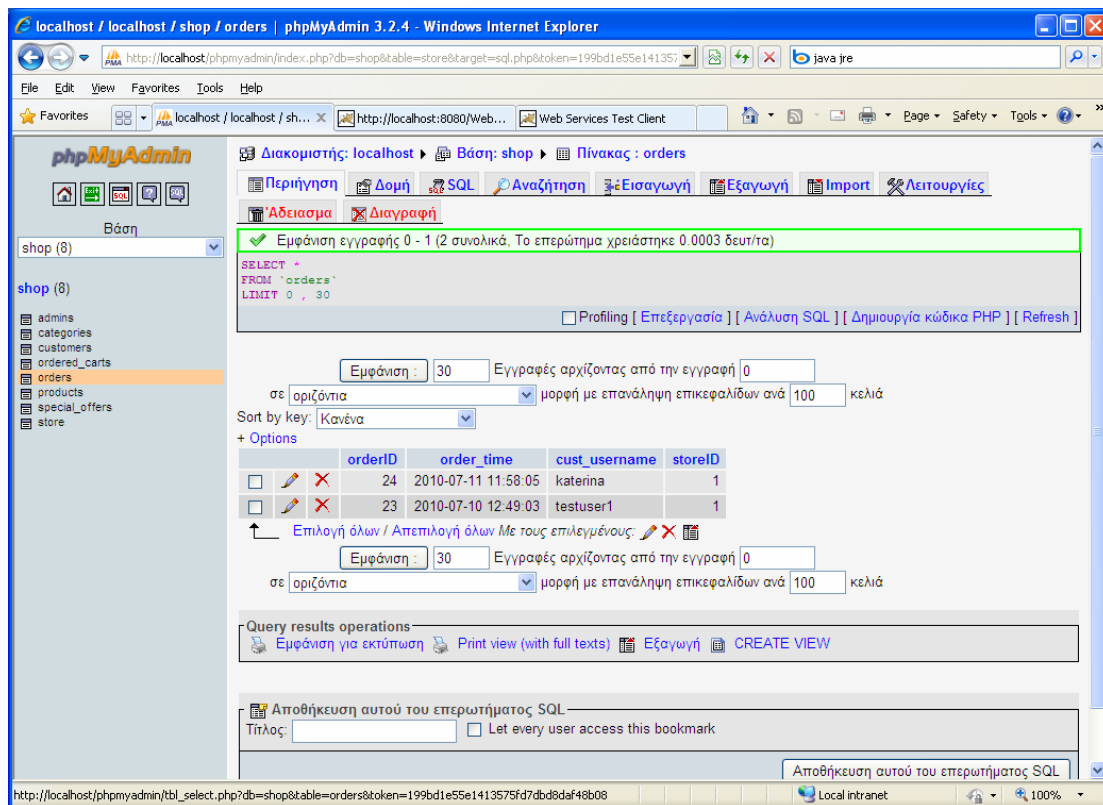 localhost / localhost / shop / orders | phpMyAdmin 3.2.4 - Windows Internet Explorer
http://localhost/phpmyadmin/index.php?db=shop&table=store&target=sql.php&token=199bd1e55e141357
java jre
File Edit View Favorites Tools Help
Favorites
localhost / localhost / sh... X
http://localhost:8080/Web...
Web Services Test Client
Page Safety Tools »
phpMyAdmin
Βάση
shop (8)
shop (8)
admins
categories
customers
ordered_carts
orders
products
special_offers
store
Διακομιστής: localhost Βάση: shop Πίνακας : orders
Περιήγηση Δομή SQL Αναζήτηση Εισαγωγή Εξαγωγή Import Λειτουργίες
Άδειασμα Διαγραφή
Εμφάνιση εγγραφής 0 - 1 (2 συνολικά, Το επερώτημα χρειάστηκε 0.0003 δευτ/τα)
SELECT *
FROM `orders`
LIMIT 0 , 30
Profiling [ Επεξεργασία ] [ Ανάλυση SQL ] [ Δημιουργία κώδικα PHP ] [ Refresh ]
Εμφάνιση : 30 Εγγραφές αρχίζοντας από την εγγραφή 0
σε οριζόντια μορφή με επανάληψη επικεφαλίδων ανά 100 κελιά
Sort by key: Κανένα
+ Options
orderID order_time cust_username storeID
24 2010-07-11 11:58:05 katerina 1
23 2010-07-10 12:49:03 testuser1 1
Επιλογή όλων / Απεπιλογή όλων Με τους επιλεγμένους:
Εμφάνιση : 30 Εγγραφές αρχίζοντας από την εγγραφή 0
σε οριζόντια μορφή με επανάληψη επικεφαλίδων ανά 100 κελιά
Query results operations
Εμφάνιση για εκτύπωση Print view (with full texts) Εξαγωγή CREATE VIEW
Αποθήκευση αυτού του επερωτήματος SQL
Τίτλος: Let every user access this bookmark
Αποθήκευση αυτού του επερωτήματος SQL
http://localhost/phpmyadmin/tbl_select.php?db=shop&table=orders&token=199bd1e55e1413575fd7dbd8daf48b08
Local intranet 100%